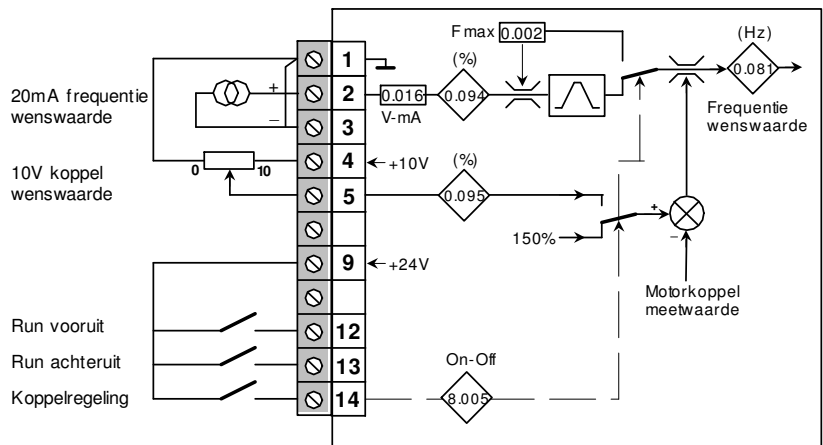 Fmax 0.002
(Hz)
1
(%)
0.081
20mA frequentie
wenswaarde
+
2
0.016
0.094
V-mA
Frequentie
wenswaarde
–
3
10V koppel
wenswaarde
0
10
4
+10V
(%)
5
0.095
+
150%
–
9
+24V
Motorkoppel
meetwaarde
Run vooruit
12
Run achteruit
13
On-Off
Koppelregeling
14
8.005